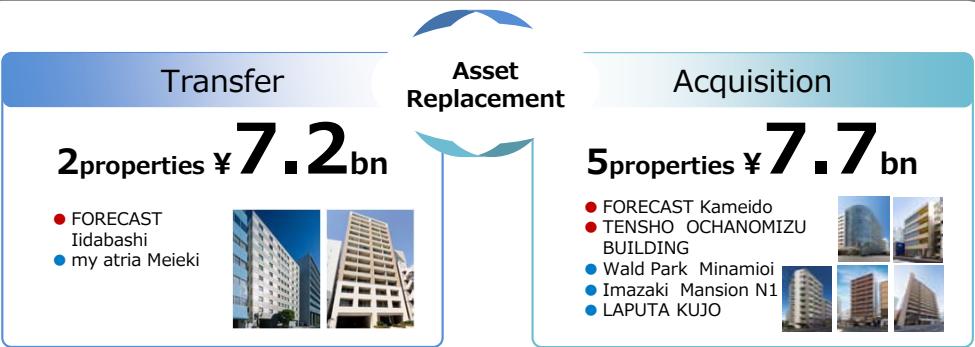 Asset
Replacement
Transfer
2properties ¥7.2bn
FORECAST
Iidabashi
my atria Meieki
Acquisition
5properties ¥7.7bn
FORECAST Kameido
TENSHO OCHANOMIZU
BUILDING
Wald Park Minamioi
Imazaki Mansion N1
LAPUTA KUJO